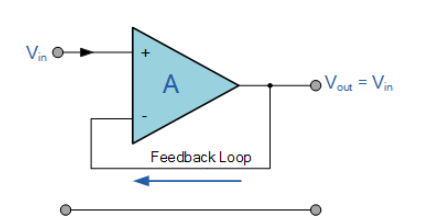 +
Vin
A
Vout = Vin
-
Feedback Loop